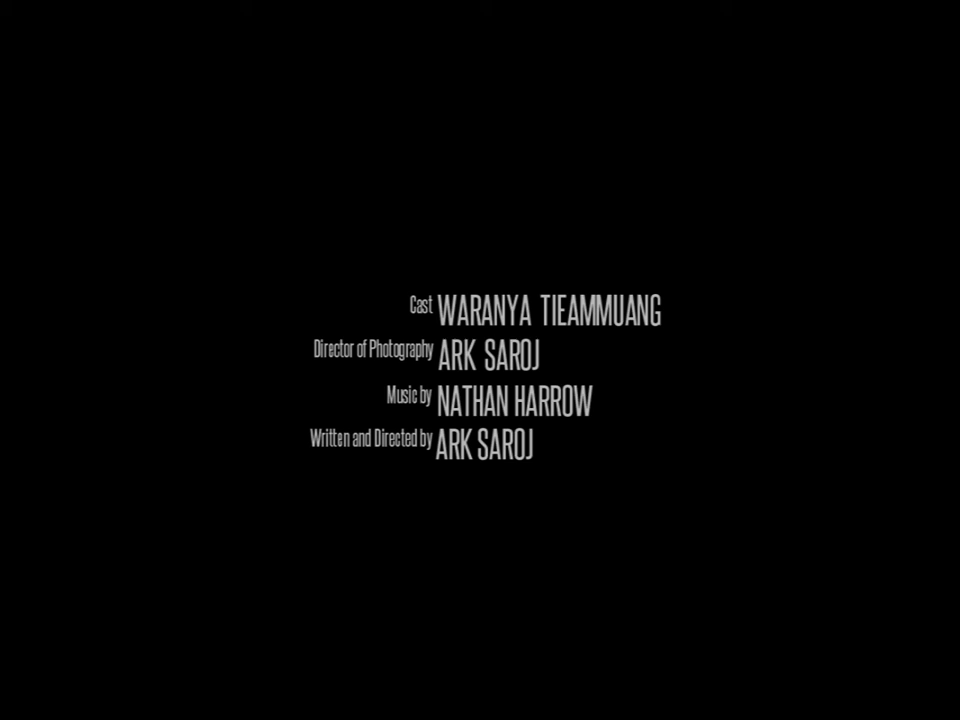 Cast WARANYA TIEAMMUANG
Director of Photography ARK SAROJ
Music by NATHAN HARROW
Written and Directed by ARK SAROJ